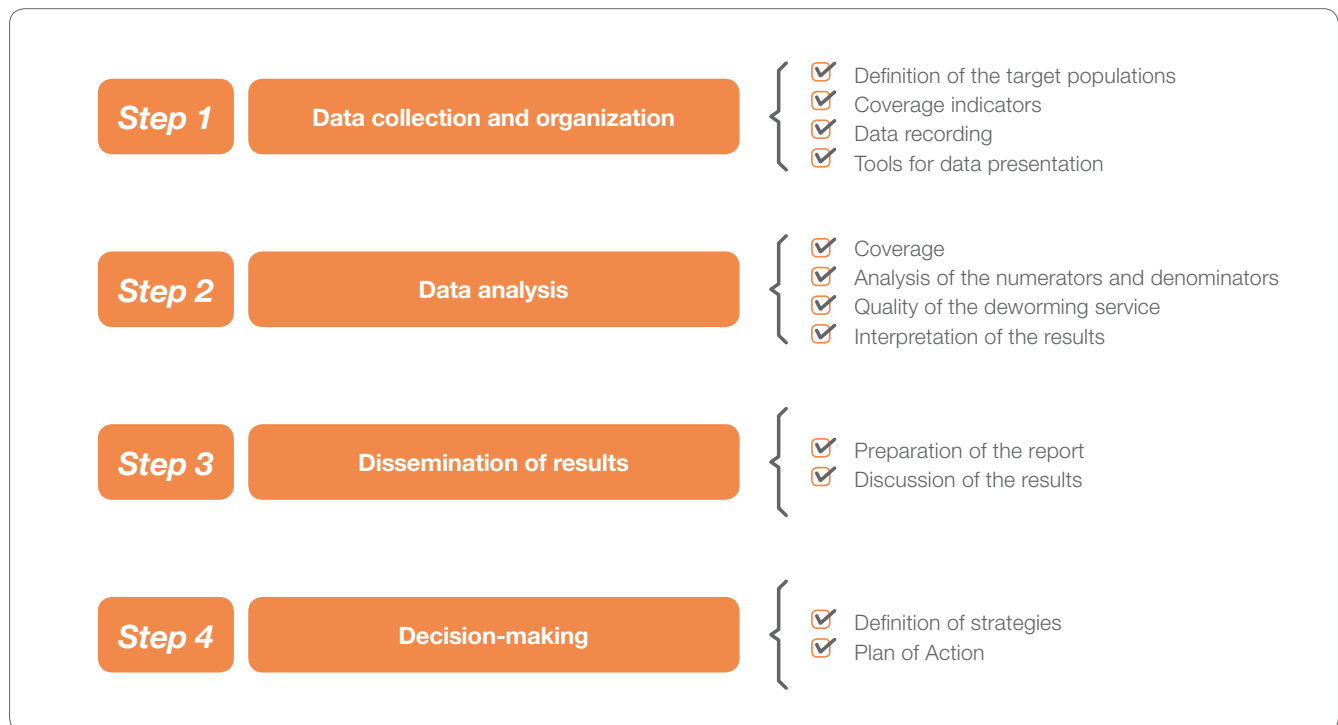 Step 1
Data collection and organization
Definition of the target populations
Coverage indicators
Data recording
Tools for data presentation
Step 2
Data analysis
Coverage
Analysis of the numerators and denominators
Quality of the deworming service
Interpretation of the results
Step 3
Dissemination of results
Preparation of the report
Discussion of the results
Step 4
Decision-making
Definition of strategies
Plan of Action